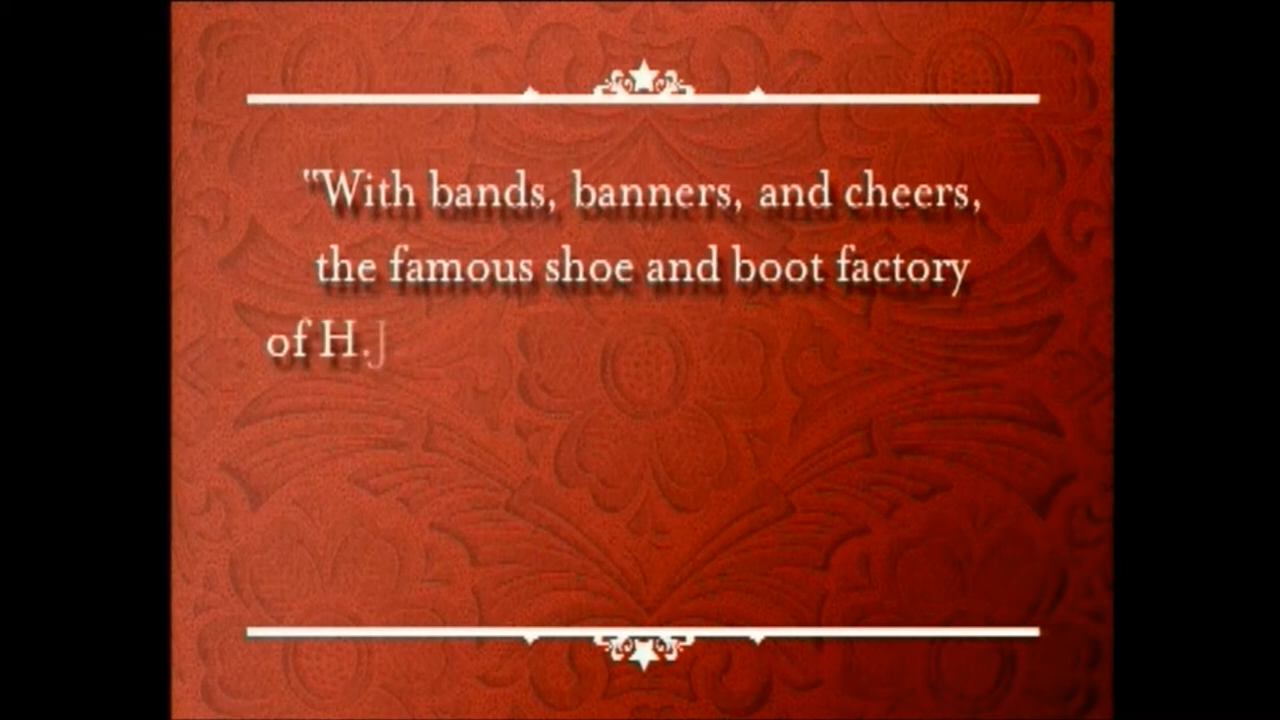 "With bands, banners, and cheers,
the famous shoe and boot factory
of H.J